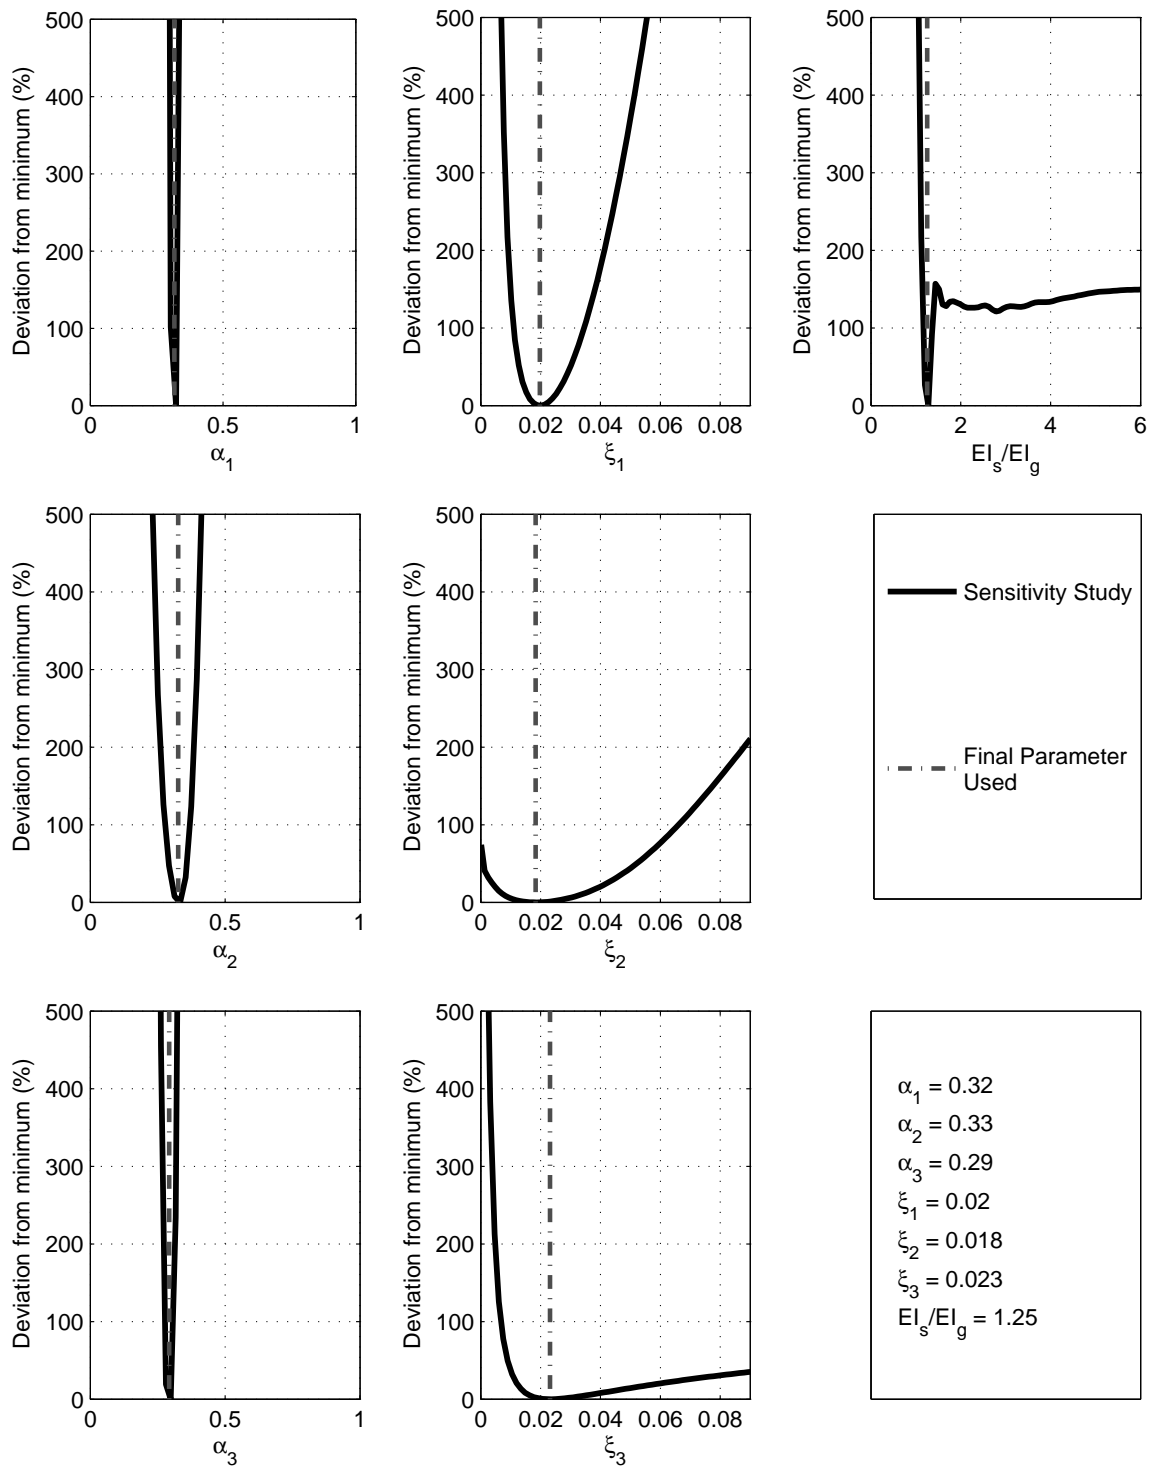 500
400
300
200
100
0
0 0.5 1
Deviation from minimum (%)
α1
500
400
300
200
100
0
0 0.02 0.04 0.06 0.08
Deviation from minimum (%)
ξ1
500
400
300
200
100
0
0 2 4 6
Deviation from minimum (%)
EIs/EIg
500
400
300
200
100
0
0 0.5 1
Deviation from minimum (%)
α2
500
400
300
200
100
0
0 0.02 0.04 0.06 0.08
Deviation from minimum (%)
ξ2
Sensitivity Study
Final Parameter
Used
500
400
300
200
100
0
0 0.5 1
Deviation from minimum (%)
α3
500
400
300
200
100
0
0 0.02 0.04 0.06 0.08
Deviation from minimum (%)
ξ3
α1 = 0.32
α2 = 0.33
α3 = 0.29
ξ1 = 0.02
ξ2 = 0.018
ξ3 = 0.023
EIs/EIg = 1.25